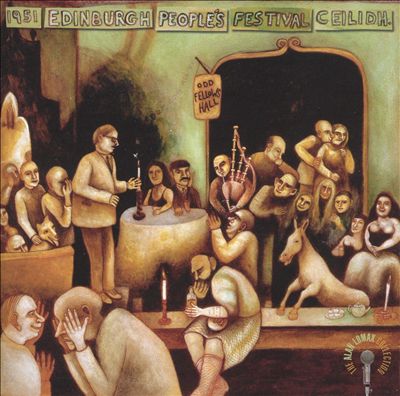 1951 EDINBURGH PEOPLE'S FESTIVAL CEILIDH.
ODD
FELLOWS
HALL
THE ALAN LOMAX COLLECTION